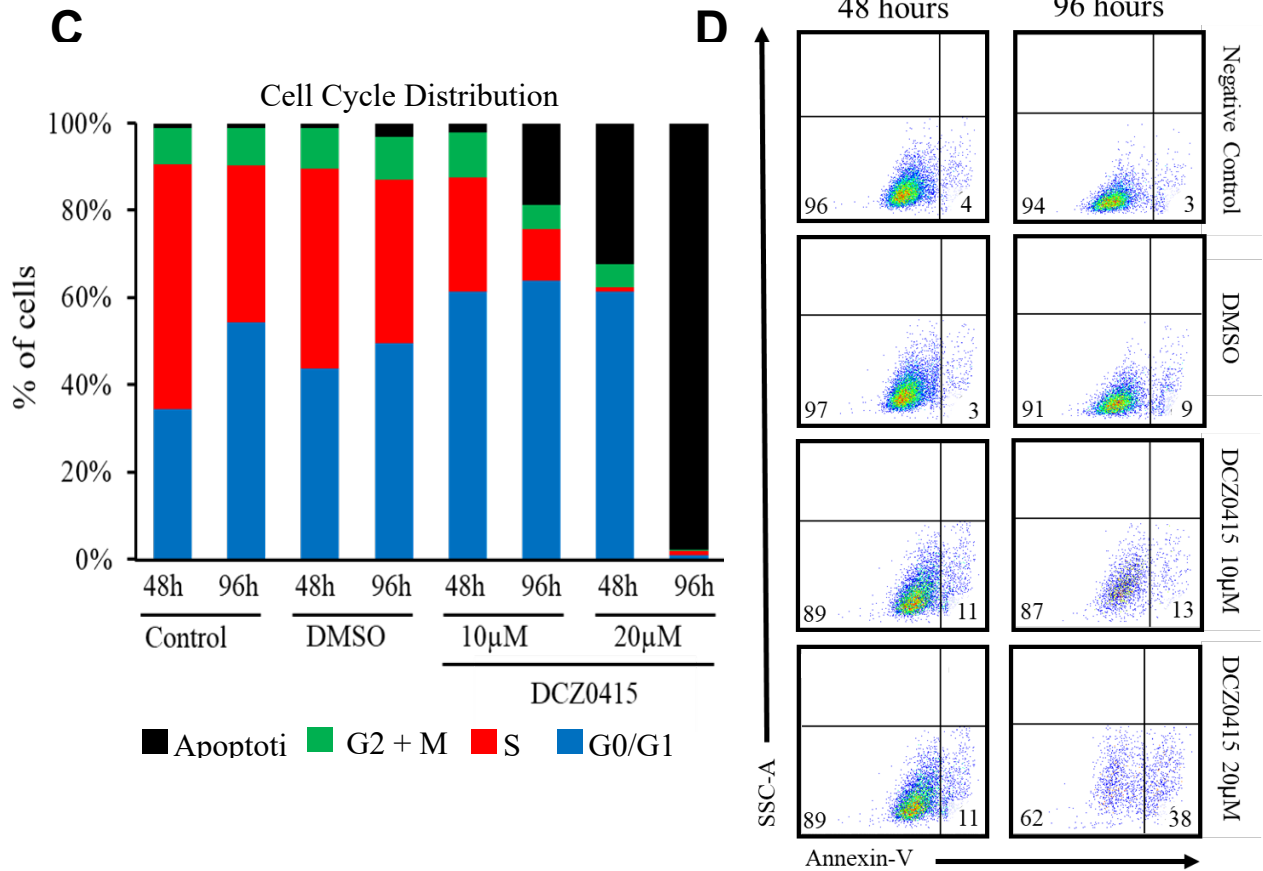 C
Cell Cycle Distribution
% of cells
100%
80%
60%
40%
20%
0%
48h 96h 48h 96h 48h 96h 48h 96h
Control DMSO 10µM 20µM
DCZ0415
Apoptoti G2 + M S G0/G1
D
48 hours 96 hours
96 4 94 3
Negative Control
97 3 91 9
DMSO
89 11 87 13
DCZ0415 10µM
89 11 62 38
DCZ0415 20µM
SSC-A
Annexin-V